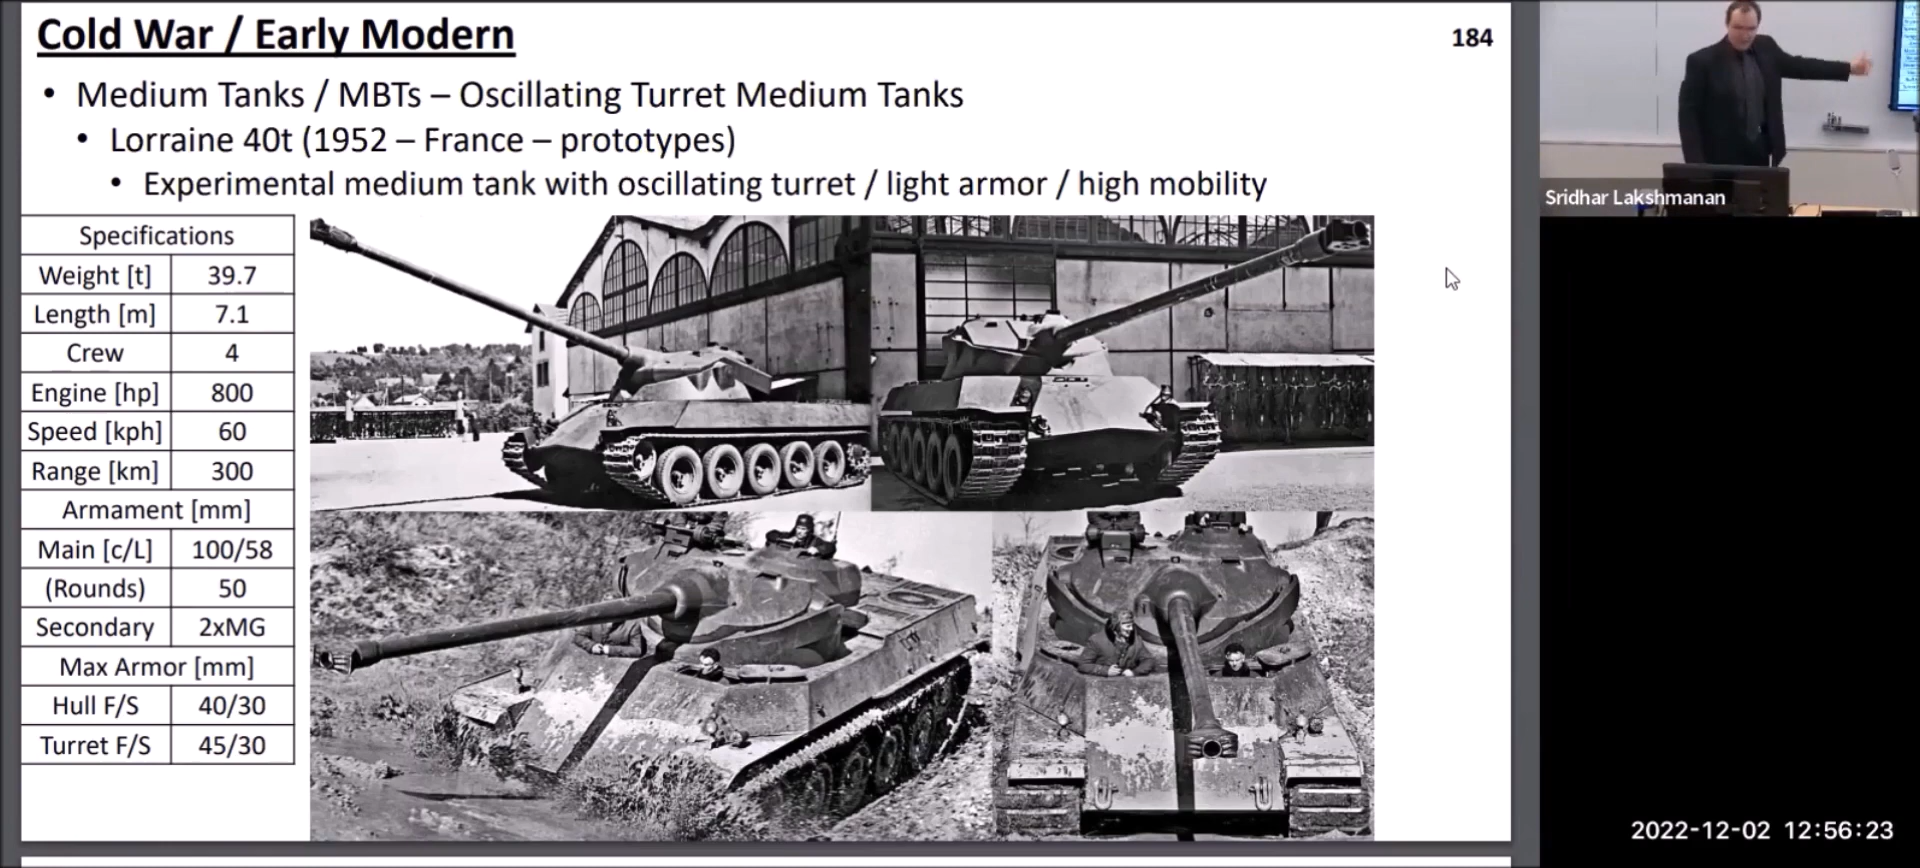 Cold War / Early Modern
184
• Medium Tanks / MBTs – Oscillating Turret Medium Tanks
• Lorraine 40t (1952 – France – prototypes)
• Experimental medium tank with oscillating turret / light armor / high mobility
Specifications
Weight [t] 39.7
Length [m] 7.1
Crew 4
Engine [hp] 800
Speed [kph] 60
Range [km] 300
Armament [mm]
Main [c/L] 100/58
(Rounds) 50
Secondary 2xMG
Max Armor [mm]
Hull F/S 40/30
Turret F/S 45/30
Sridhar Lakshmanan
2022-12-02 12:56:23